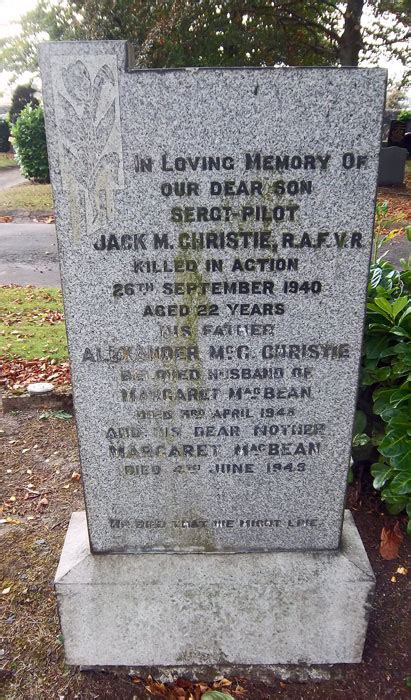 IN LOVING MEMORY OF
OUR DEAR SON
SERGT-PILOT
JACK M. CHRISTIE, R.A.F.V.R.
KILLED IN ACTION
26TH SEPTEMBER 1940
AGED 22 YEARS
HIS FATHER
ALEXANDER MCG. CHRISTIE
BELOVED HUSBAND OF
MARGARET MACBEAN
DIED 3RD APRIL
AND HIS DEAR MOTHER
MARGARET MACBEAN
DIED 4TH JUNE
HE DIED THAT WE MIGHT LIVE.